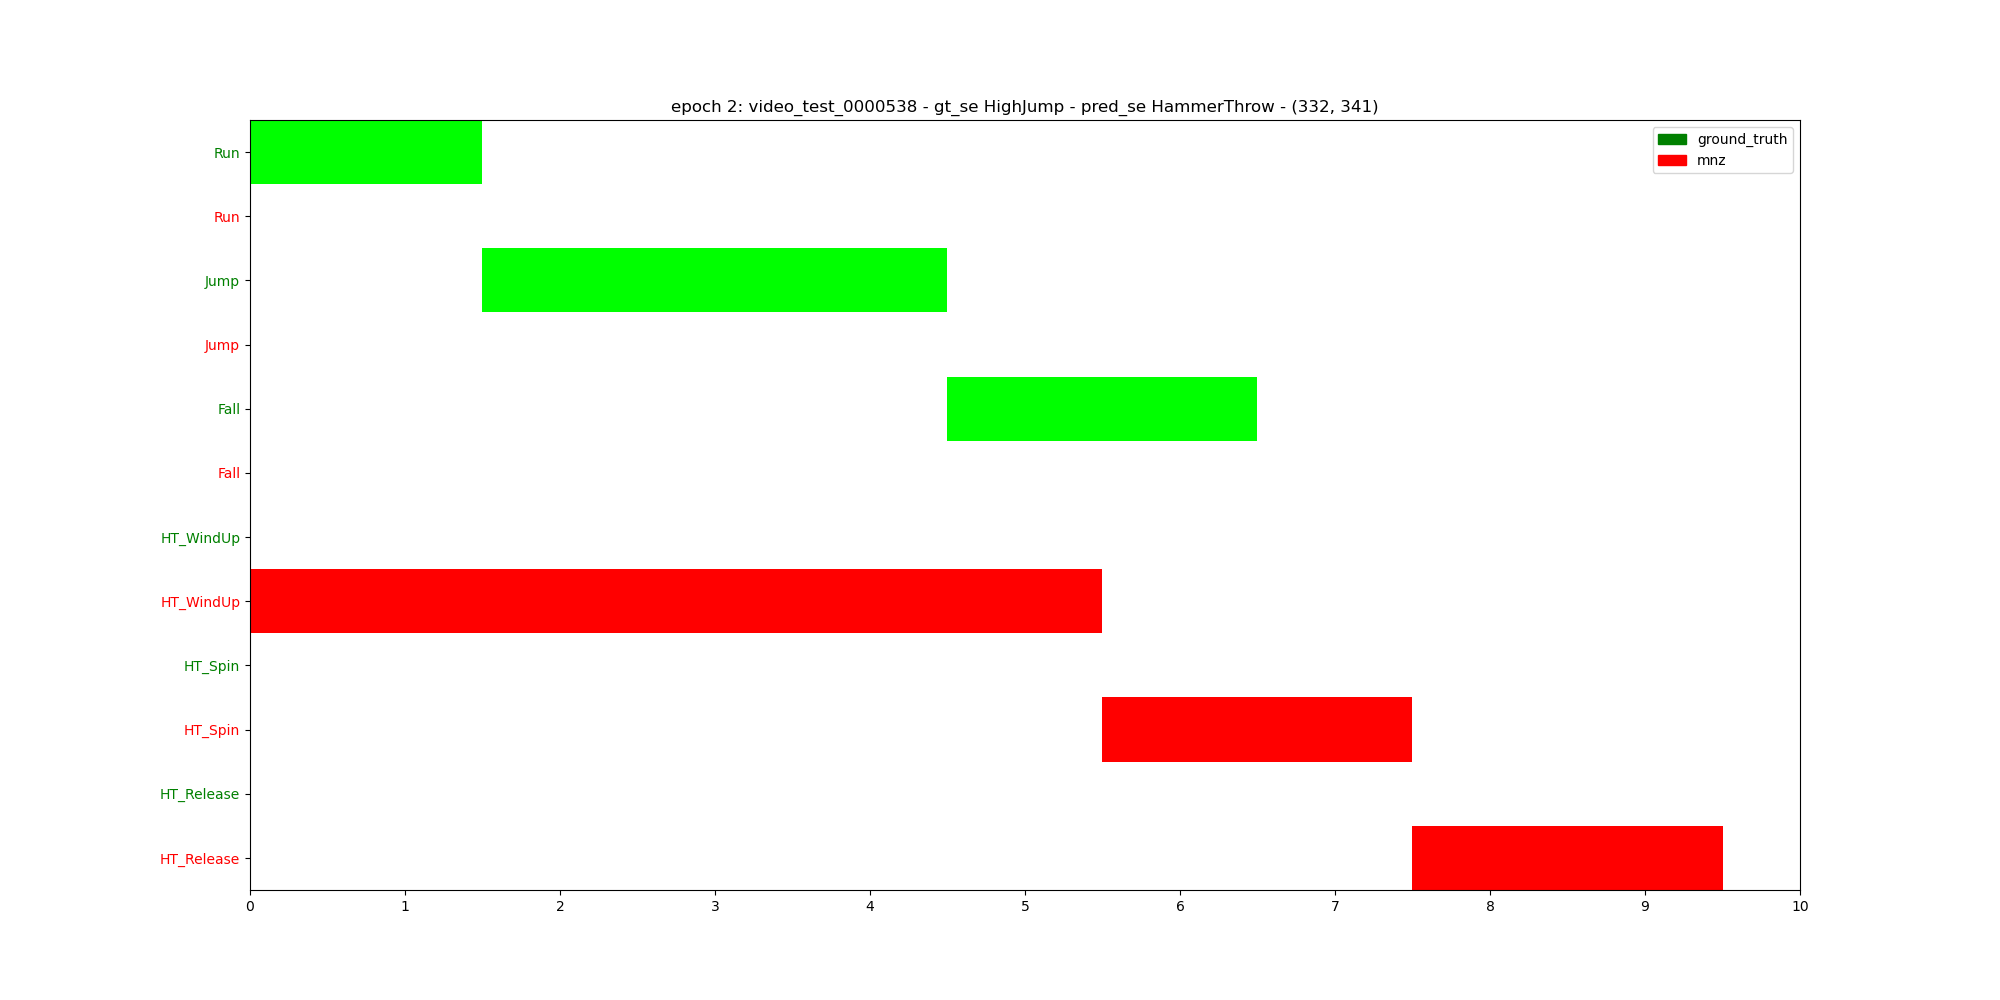 epoch 2: video_test_0000538 - gt_se HighJump - pred_se HammerThrow - (332, 341)
ground_truth
mnz
Run
Run
Jump
Jump
Fall
Fall
HT_WindUp
HT_WindUp
HT_Spin
HT_Spin
HT_Release
HT_Release
0 1 2 3 4 5 6 7 8 9 10